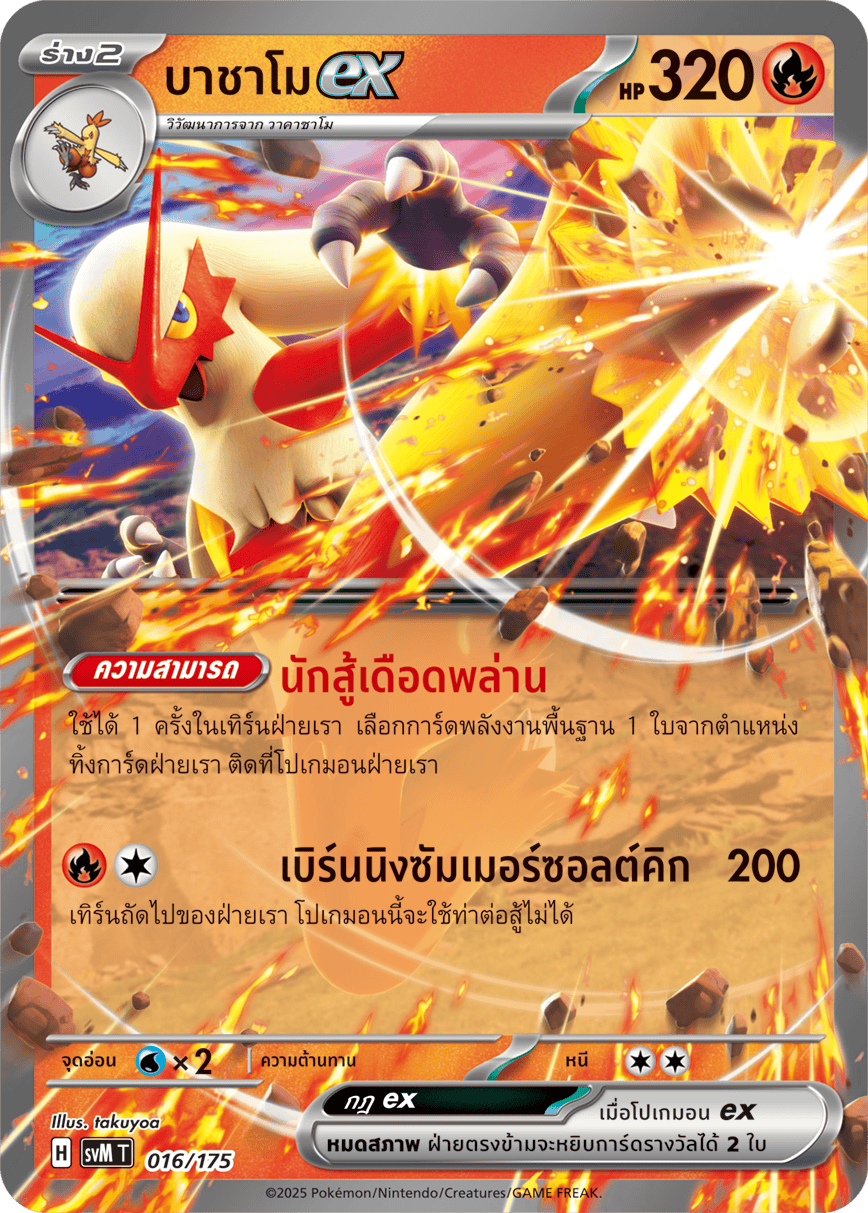 ร่าง2
บาชาโม ex
HP 320
วิวัฒนาการจาก วาคาชาโม
ความสามารถ นักสู้เดือดพล่าน
ใช้ได้ 1 ครั้งในเทิร์นฝ่ายเรา เลือกการ์ดพลังงานพื้นฐาน 1 ใบจากตำแหน่ง
ทิ้งการ์ดฝ่ายเรา ติดที่โปเกมอนฝ่ายเรา
เบิร์นนิงซัมเมอร์ซอลต์คิก 200
เทิร์นถัดไปของฝ่ายเรา โปเกมอนนี้จะใช้ท่าต่อสู้ไม่ได้
จุดอ่อน ×2 ความต้านทาน หนี
กฎ ex เมื่อโปเกมอน ex
หมดสภาพ ฝ่ายตรงข้ามจะหยิบการ์ดรางวัลได้ 2 ใบ
Illus. takuyoa
H svM T 016/175
©2025 Pokémon/Nintendo/Creatures/GAME FREAK.